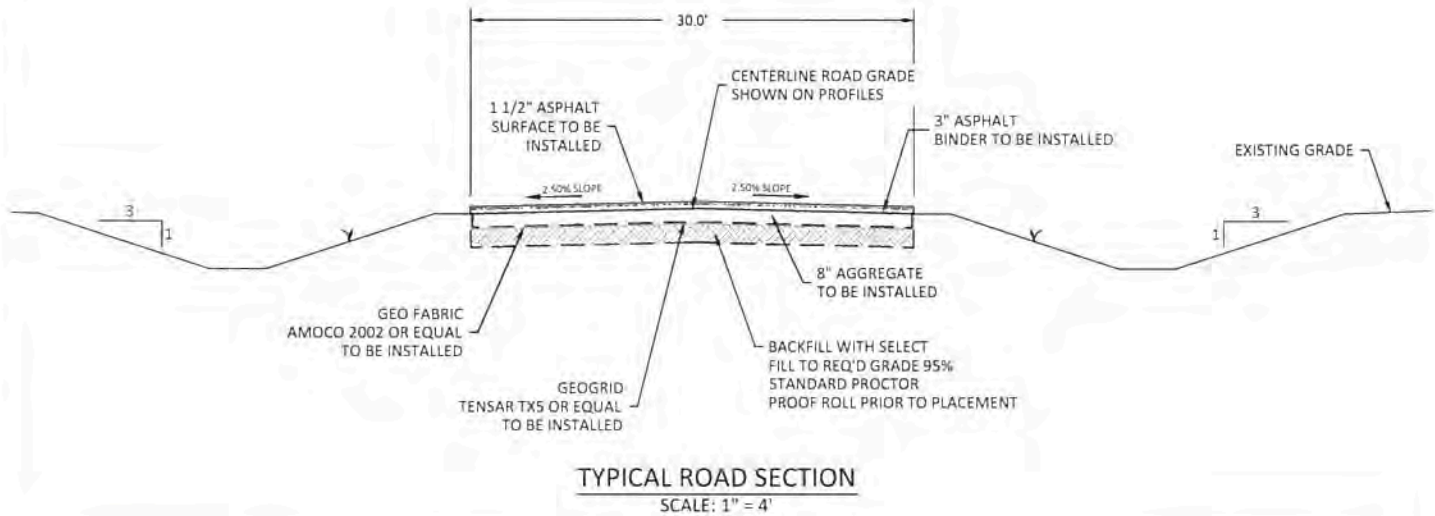 30.0'
CENTERLINE ROAD GRADE
SHOWN ON PROFILES
1 1/2" ASPHALT
SURFACE TO BE
INSTALLED
3" ASPHALT
BINDER TO BE INSTALLED
EXISTING GRADE
2.50% SLOPE
2.50% SLOPE
3
1
3
1
8" AGGREGATE
TO BE INSTALLED
GEO FABRIC
AMOCO 2002 OR EQUAL
TO BE INSTALLED
BACKFILL WITH SELECT
FILL TO REQ'D GRADE 95%
STANDARD PROCTOR
PROOF ROLL PRIOR TO PLACEMENT
GEOGRID
TENSAR TX5 OR EQUAL
TO BE INSTALLED
TYPICAL ROAD SECTION
SCALE: 1" = 4'